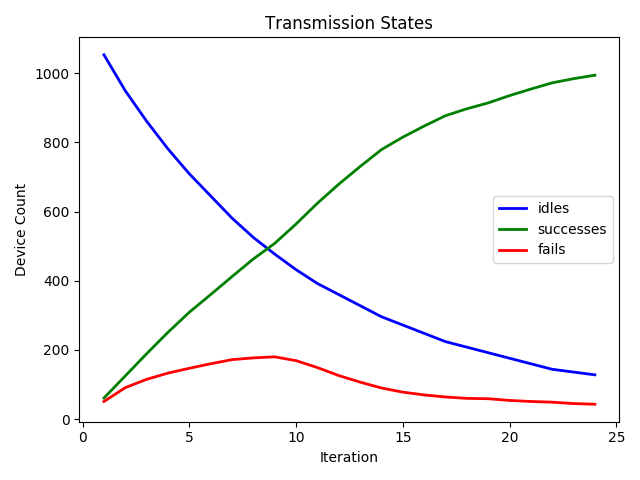 Transmission States
Device Count
1000
800
600
400
200
0
idles
successes
fails
0 5 10 15 20 25
Iteration